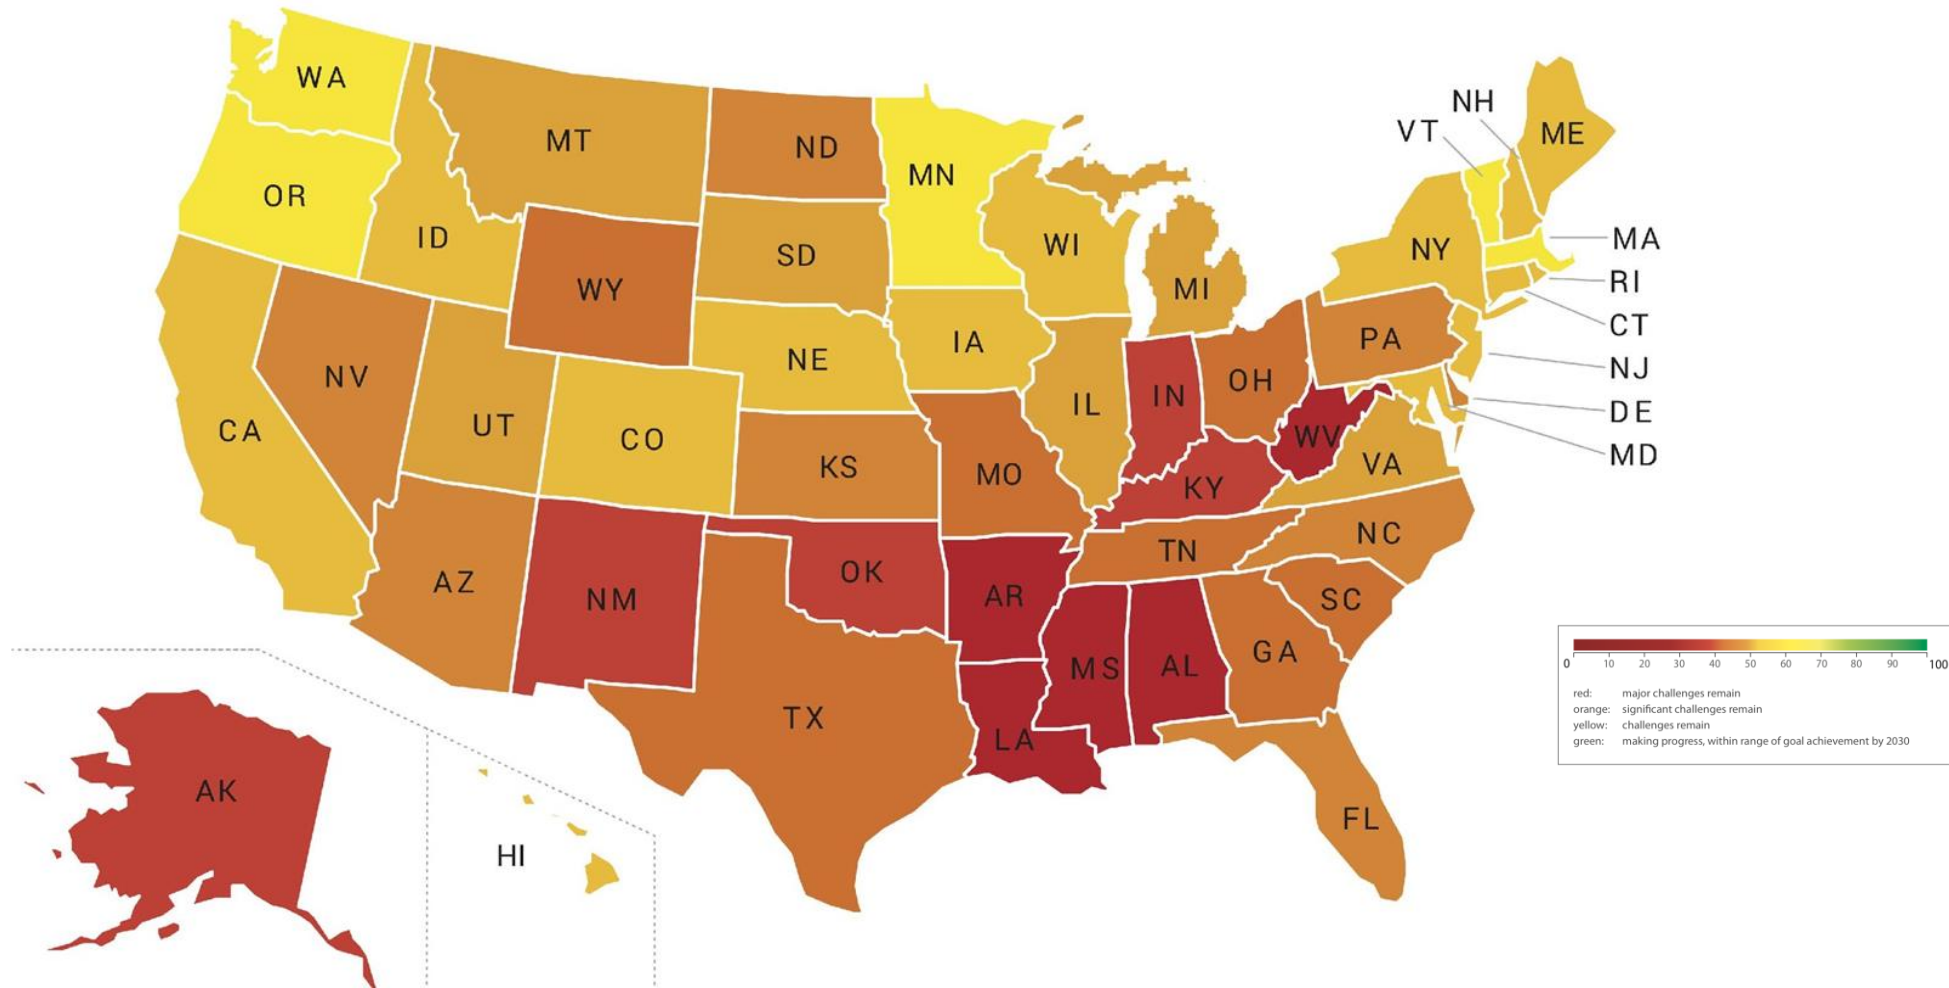 WA
MT
ND
MN
OR
ID
SD
WI
MI
WY
NH
VT
ME
NY
MA
RI
CT
NJ
DE
MD
PA
NV
UT
CO
NE
IA
IL
IN
OH
WV
VA
CA
KS
MO
KY
AZ
NM
OK
AR
TN
NC
SC
TX
LA
MS
AL
GA
FL
AK
HI
0 10 20 30 40 50 60 70 80 90 100
red: major challenges remain
orange: significant challenges remain
yellow: challenges remain
green: making progress, within range of goal achievement by 2030